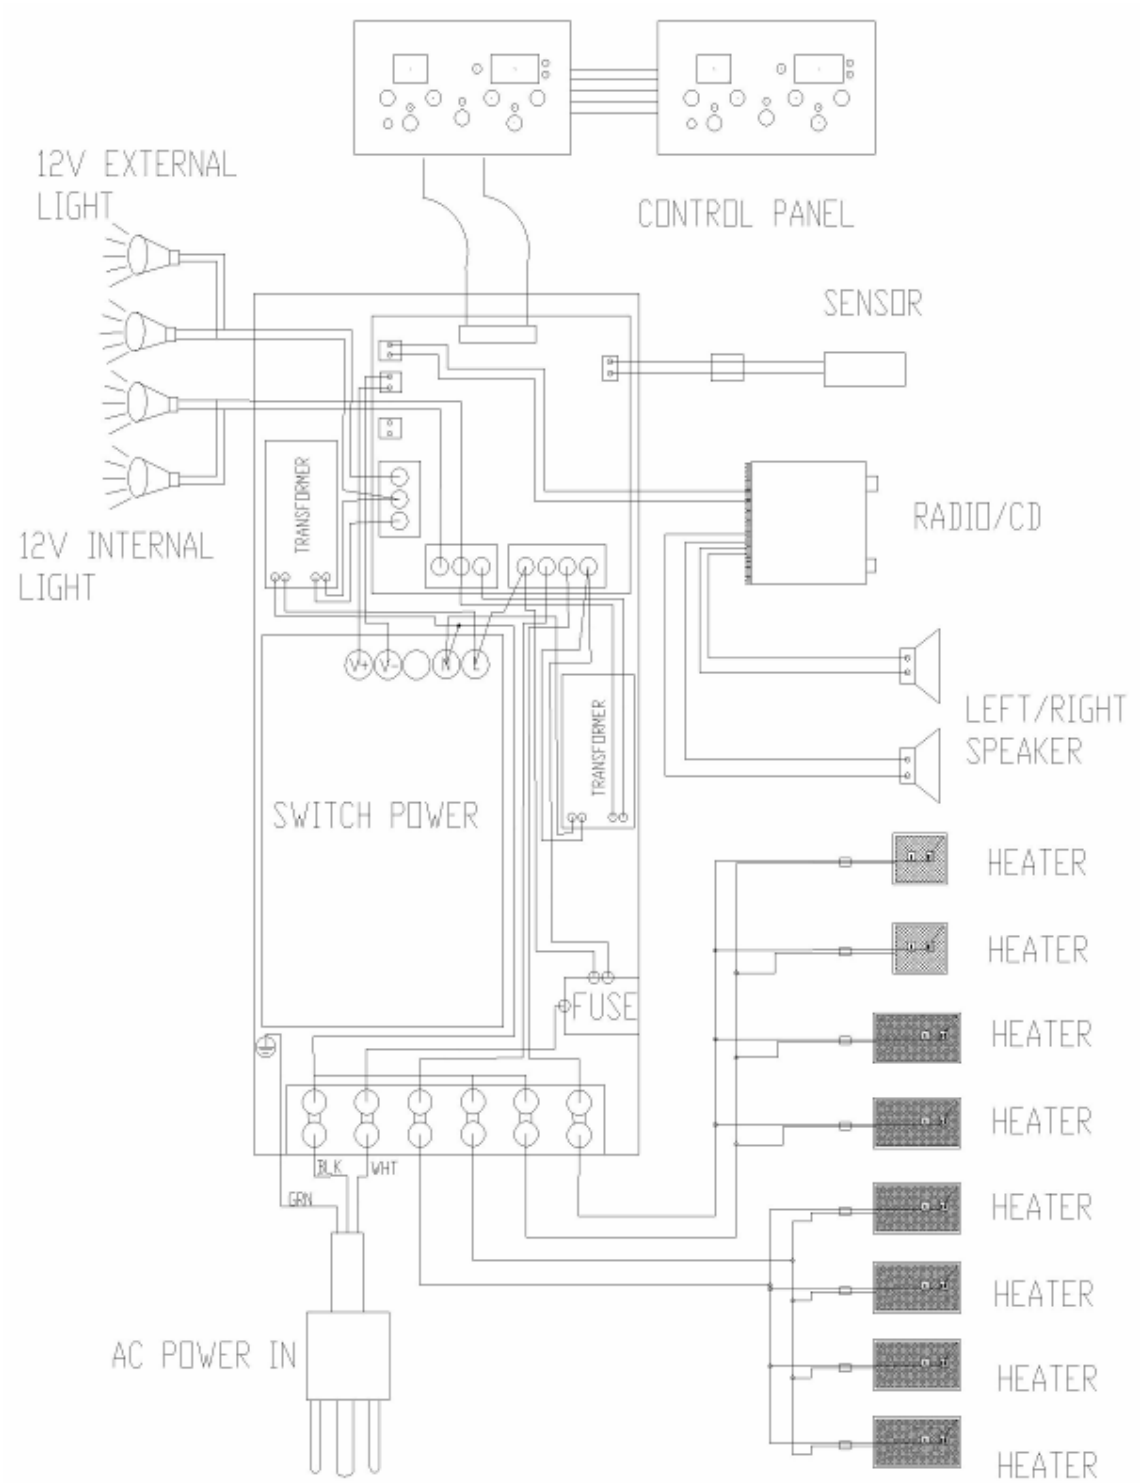 12V EXTERNAL
LIGHT
CONTROL PANEL
SENSOR
TRANSFORMER
RADIO/CD
12V INTERNAL
LIGHT
V+ V- N L
LEFT/RIGHT
SPEAKER
TRANSFORMER
SWITCH POWER
HEATER
HEATER
FUSE
HEATER
HEATER
BLK WHT
GRN
HEATER
HEATER
AC POWER IN
HEATER
HEATER